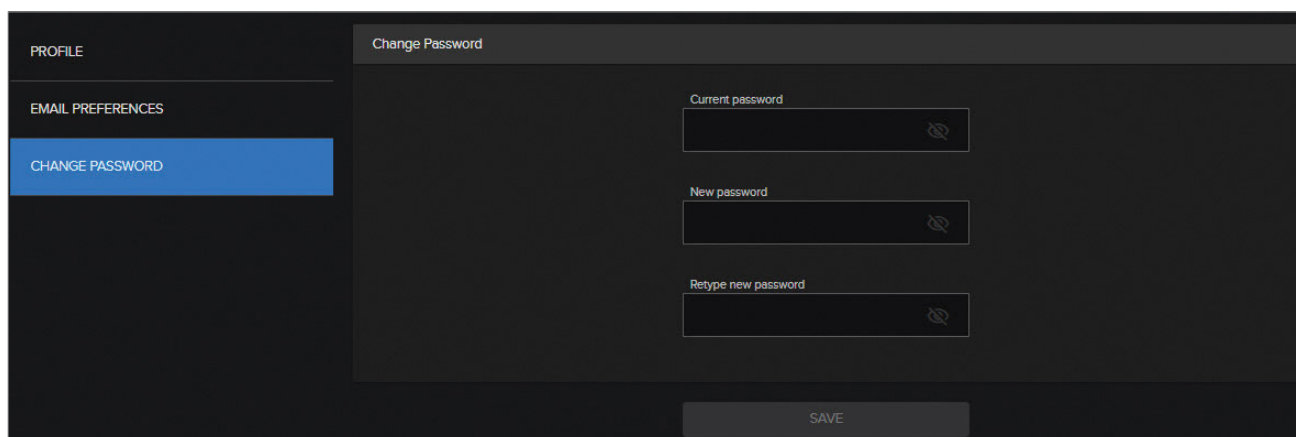 PROFILE
EMAIL PREFERENCES
CHANGE PASSWORD
Change Password
Current password
New password
Retype new password
SAVE